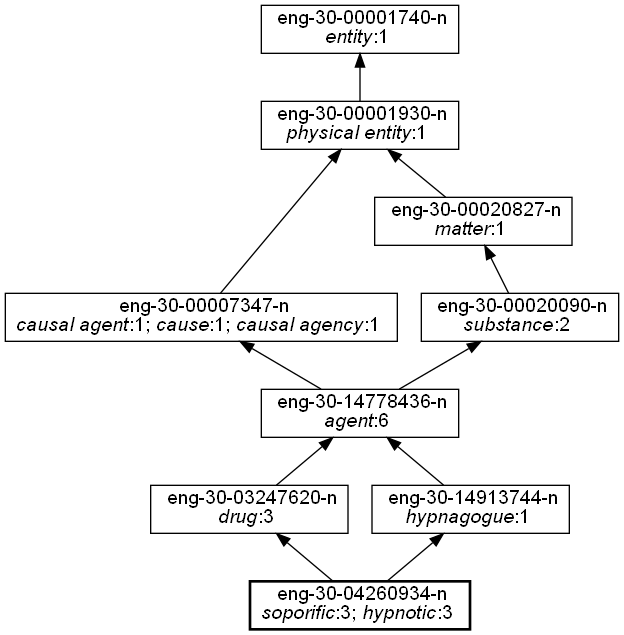 eng-30-00001740-n
entity:1
eng-30-00001930-n
physical entity:1
eng-30-00020827-n
matter:1
eng-30-00007347-n
causal agent:1; cause:1; causal agency:1
eng-30-00020090-n
substance:2
eng-30-14778436-n
agent:6
eng-30-03247620-n
drug:3
eng-30-14913744-n
hypnagogue:1
eng-30-04260934-n
soporific:3; hypnotic:3